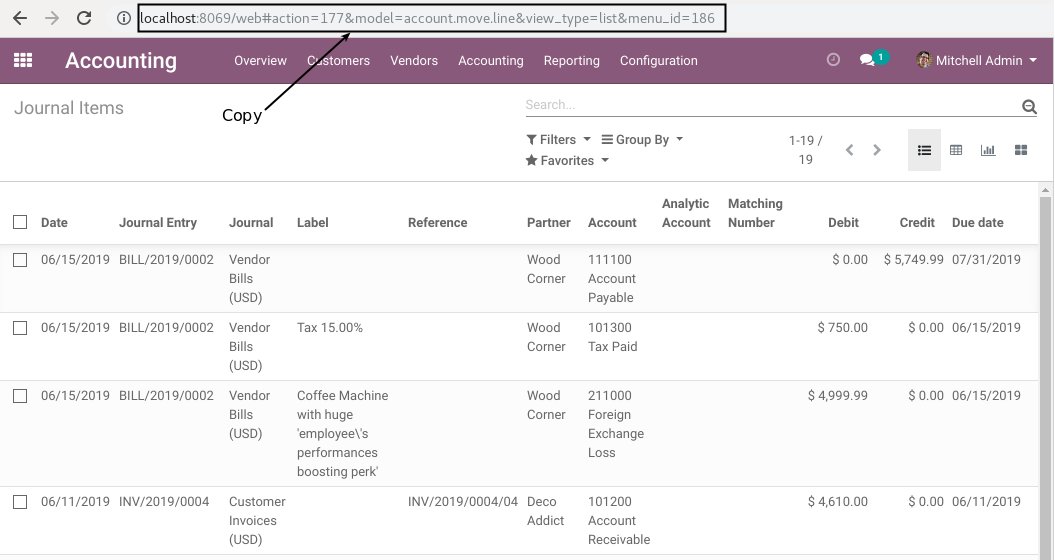 localhost:8069/web#action=177&model=account.move.line&view_type=list&menu_id=186
Accounting Overview Customers Vendors Accounting Reporting Configuration 1 Mitchell Admin
Journal Items
Search...
Copy
Filters Group By 1-19 /
Favorites 19
Analytic Matching
Date Journal Entry Journal Label Reference Partner Account Account Number Debit Credit Due date
06/15/2019 BILL/2019/0002 Vendor Wood 111100 $ 0.00 $ 5,749.99 07/31/2019
Bills Corner Account
(USD) Payable
06/15/2019 BILL/2019/0002 Vendor Tax 15.00% Wood 101300 $ 750.00 $ 0.00 06/15/2019
Bills Corner Tax Paid
(USD)
06/15/2019 BILL/2019/0002 Vendor Coffee Machine Wood 211000 $ 4,999.99 $ 0.00 06/15/2019
Bills with huge Corner Foreign
(USD) 'employee\'s Exchange
performances Loss
boosting perk'
06/11/2019 INV/2019/0004 Customer INV/2019/0004/04 Deco 101200 $ 4,610.00 $ 0.00 06/11/2019
Invoices Addict Account
(USD) Receivable